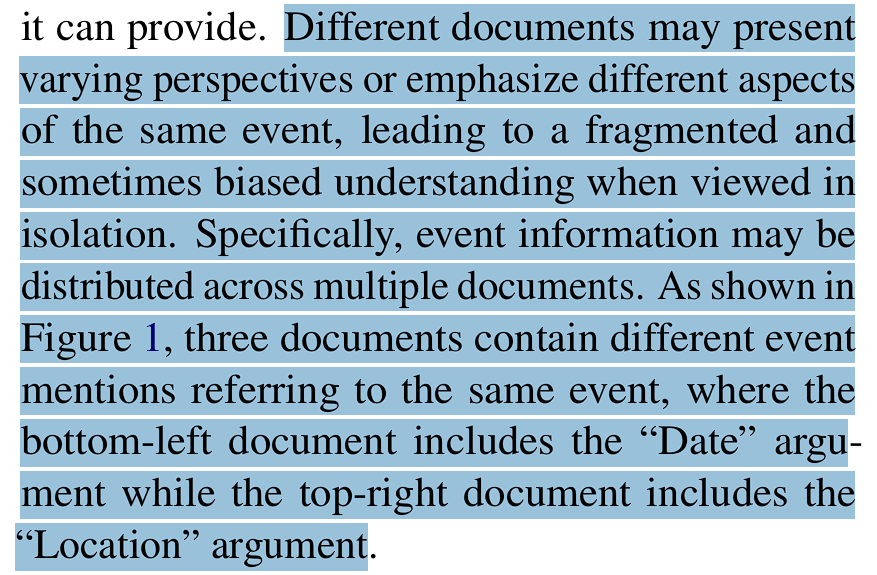 it can provide. Different documents may present
varying perspectives or emphasize different aspects
of the same event, leading to a fragmented and
sometimes biased understanding when viewed in
isolation. Specifically, event information may be
distributed across multiple documents. As shown in
Figure 1, three documents contain different event
mentions referring to the same event, where the
bottom-left document includes the “Date” argu-
ment while the top-right document includes the
“Location” argument.